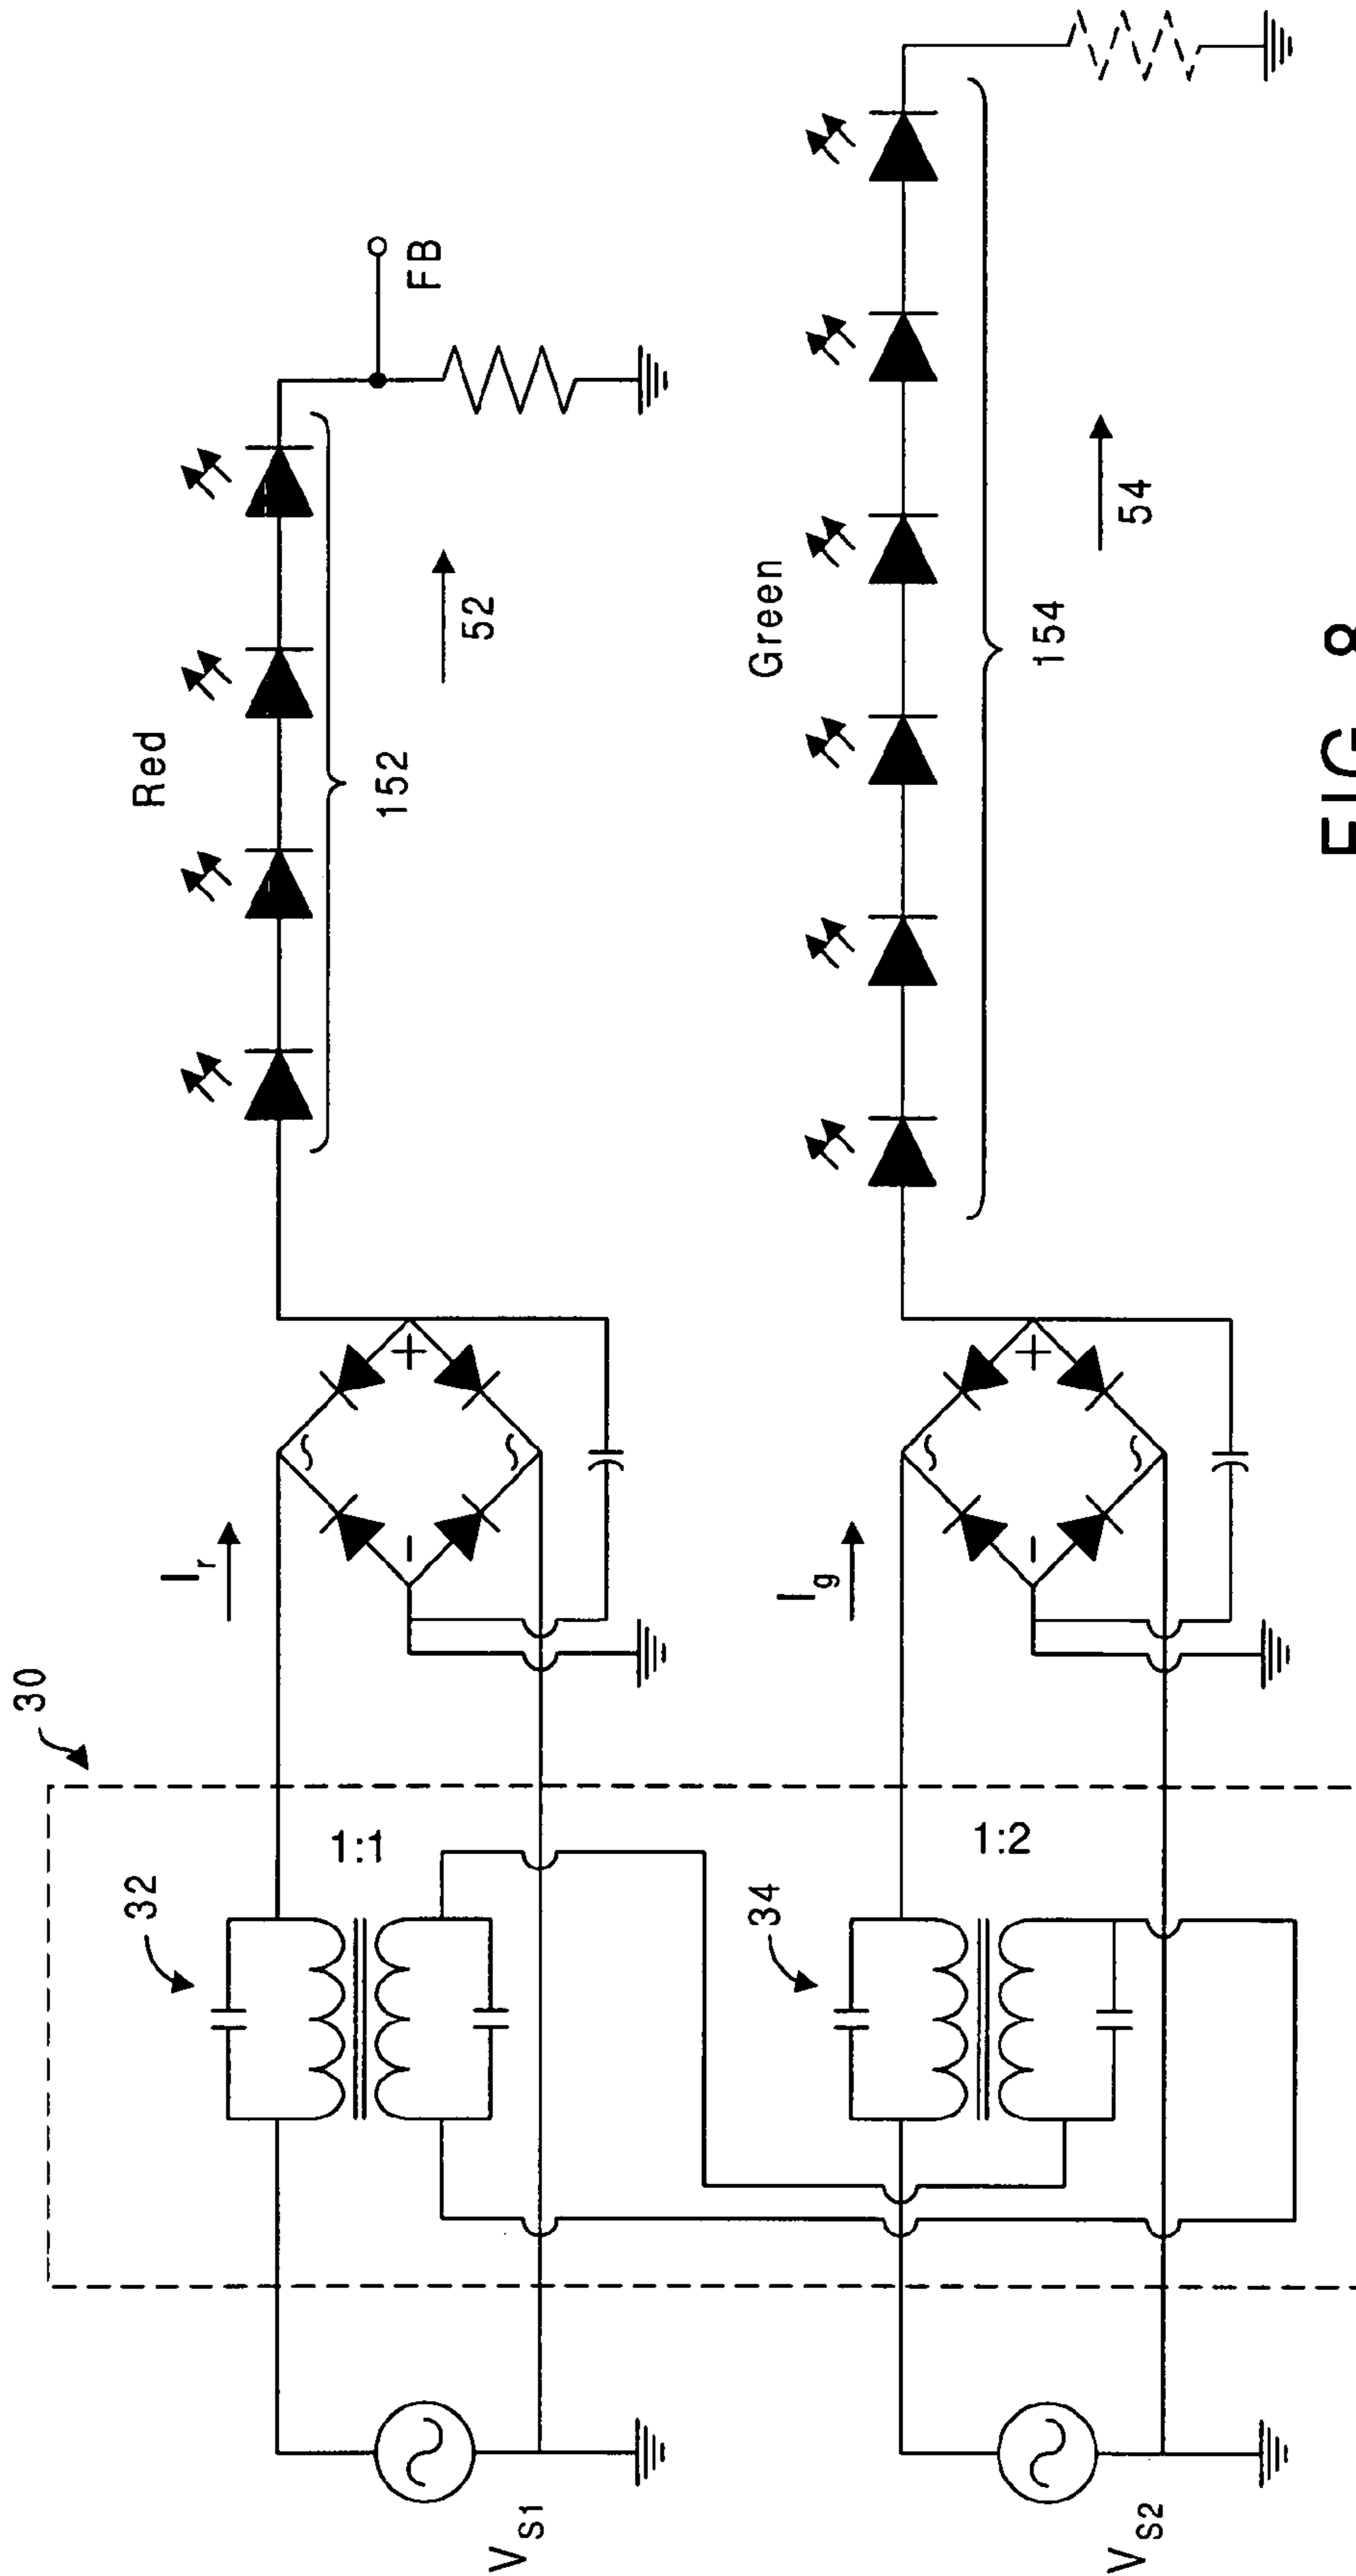 30
Red
32
I r
152
52
FB
1:1
V S1
Green
34
I g
154
54
1:2
V S2
+
−
+
−
FIG. 8